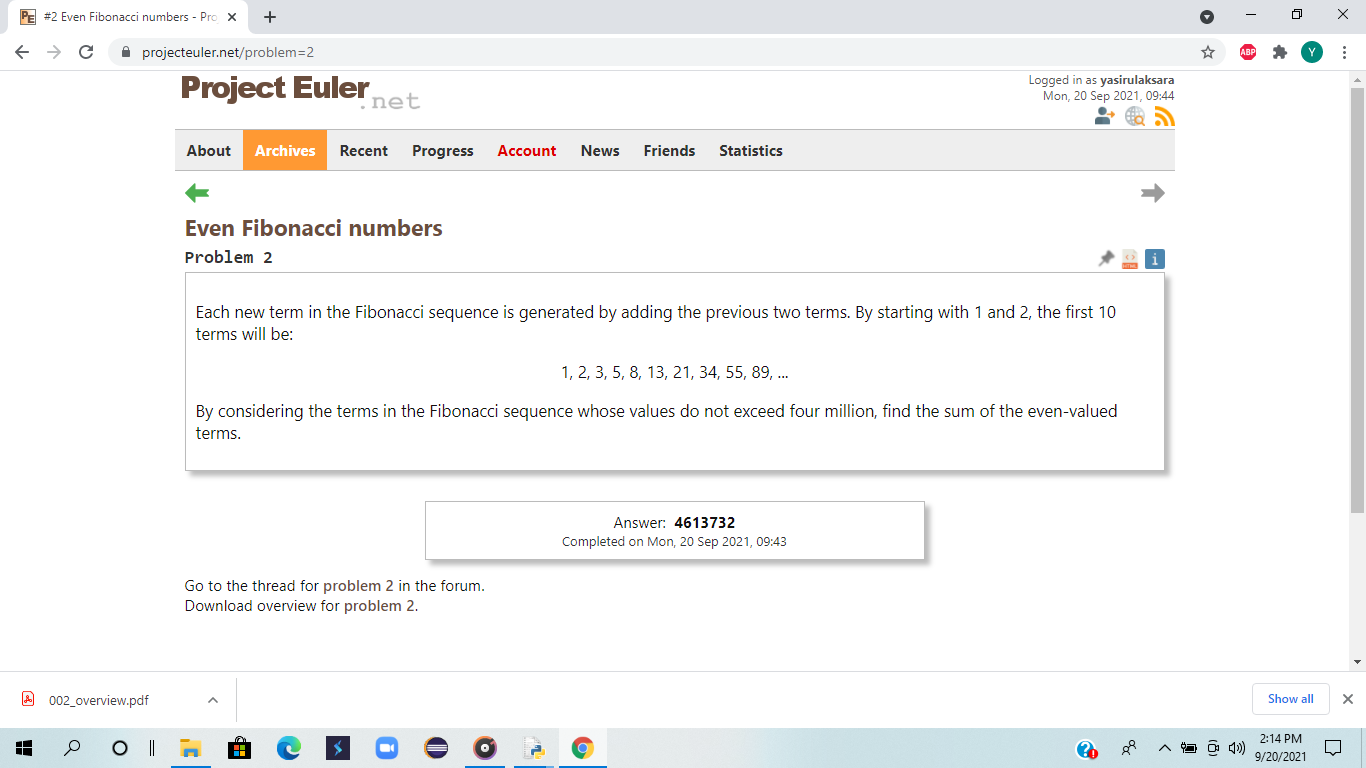 #2 Even Fibonacci numbers - Pro
projecteuler.net/problem=2
ABP
Y
Project Euler
.net
Logged in as yasirulaksara
Mon, 20 Sep 2021, 09:44
About Archives Recent Progress Account News Friends Statistics
Even Fibonacci numbers
Problem 2
Each new term in the Fibonacci sequence is generated by adding the previous two terms. By starting with 1 and 2, the first 10
terms will be:
1, 2, 3, 5, 8, 13, 21, 34, 55, 89, ...
By considering the terms in the Fibonacci sequence whose values do not exceed four million, find the sum of the even-valued
terms.
Answer: 4613732
Completed on Mon, 20 Sep 2021, 09:43
Go to the thread for problem 2 in the forum.
Download overview for problem 2.
002_overview.pdf
Show all
2:14 PM
9/20/2021